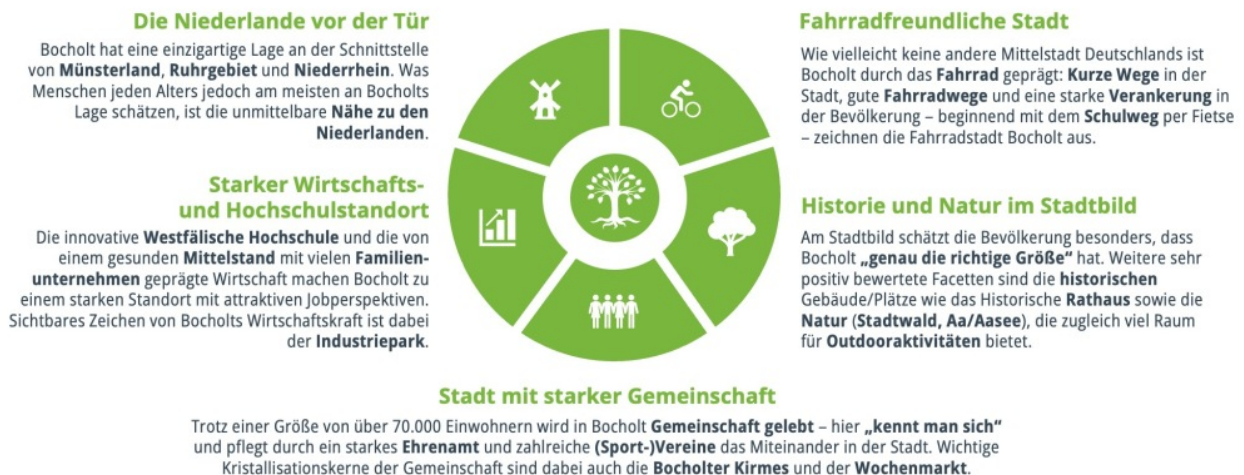 Die Niederlande vor der Tür
Bocholt hat eine einzigartige Lage an der Schnittstelle
von Münsterland, Ruhrgebiet und Niederrhein. Was
Menschen jeden Alters jedoch am meisten an Bocholts
Lage schätzen, ist die unmittelbare Nähe zu den
Niederlanden.
Starker Wirtschafts-
und Hochschulstandort
Die innovative Westfälische Hochschule und die von
einem gesunden Mittelstand mit vielen Familien-
unternehmen geprägte Wirtschaft machen Bocholt zu
einem starken Standort mit attraktiven Jobperspektiven.
Sichtbares Zeichen von Bocholts Wirtschaftskraft ist dabei
der Industriepark.
Fahrradfreundliche Stadt
Wie vielleicht keine andere Mittelstadt Deutschlands ist
Bocholt durch das Fahrrad geprägt: Kurze Wege in der
Stadt, gute Fahrradwege und eine starke Verankerung in
der Bevölkerung – beginnend mit dem Schulweg per Fietse
– zeichnen die Fahrradstadt Bocholt aus.
Historie und Natur im Stadtbild
Am Stadtbild schätzt die Bevölkerung besonders, dass
Bocholt „genau die richtige Größe“ hat. Weitere sehr
positiv bewertete Facetten sind die historischen
Gebäude/Plätze wie das Historische Rathaus sowie die
Natur (Stadtwald, Aa/Aasee), die zugleich viel Raum
für Outdooraktivitäten bietet.
Stadt mit starker Gemeinschaft
Trotz einer Größe von über 70.000 Einwohnern wird in Bocholt Gemeinschaft gelebt – hier „kennt man sich“
und pflegt durch ein starkes Ehrenamt und zahlreiche (Sport-)Vereine das Miteinander in der Stadt. Wichtige
Kristallisationskerne der Gemeinschaft sind dabei auch die Bocholter Kirmes und der Wochenmarkt.